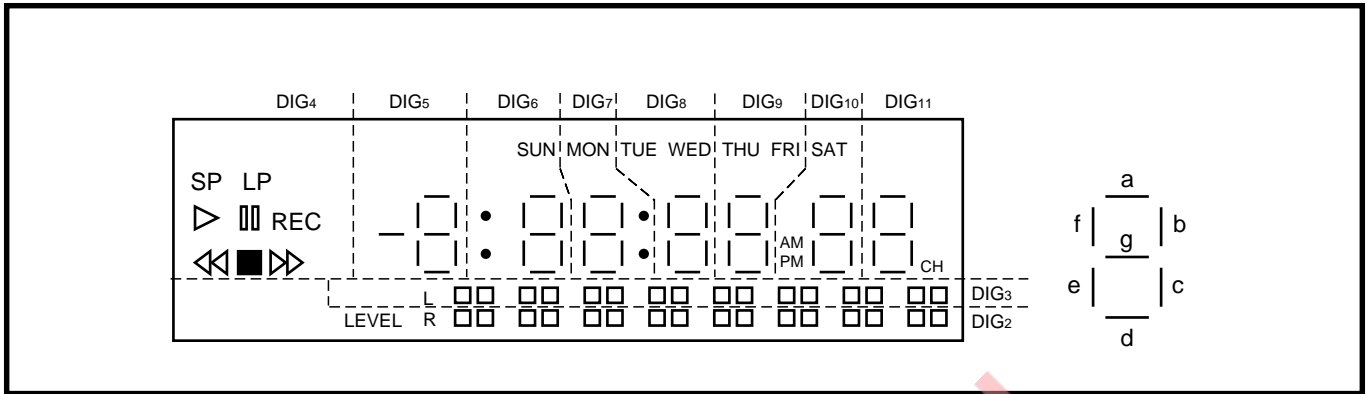 DIG4 DIG5 DIG6 DIG7 DIG8 DIG9 DIG10 DIG11
SUN MON TUE WED THU FRI SAT
SP LP
REC
AM
PM
CH
L DIG3
LEVEL R DIG2
a
f b
g
e c
d